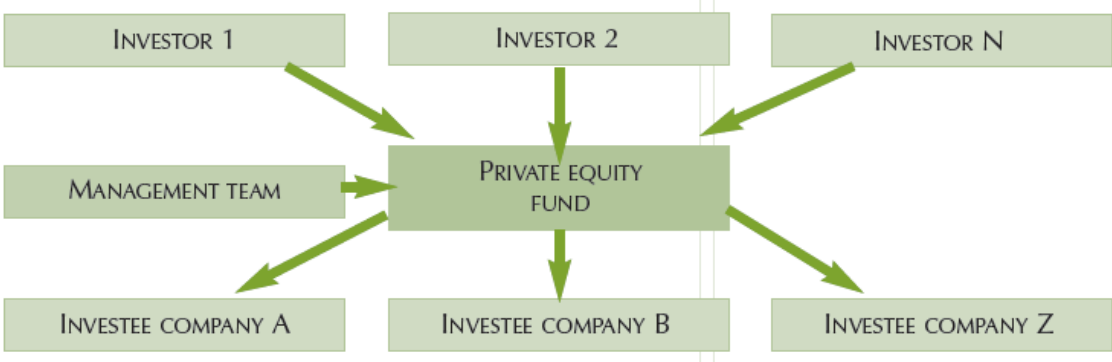 Investor 1
Investor 2
Investor N
Management team
Private equity
fund
Investee company A
Investee company B
Investee company Z